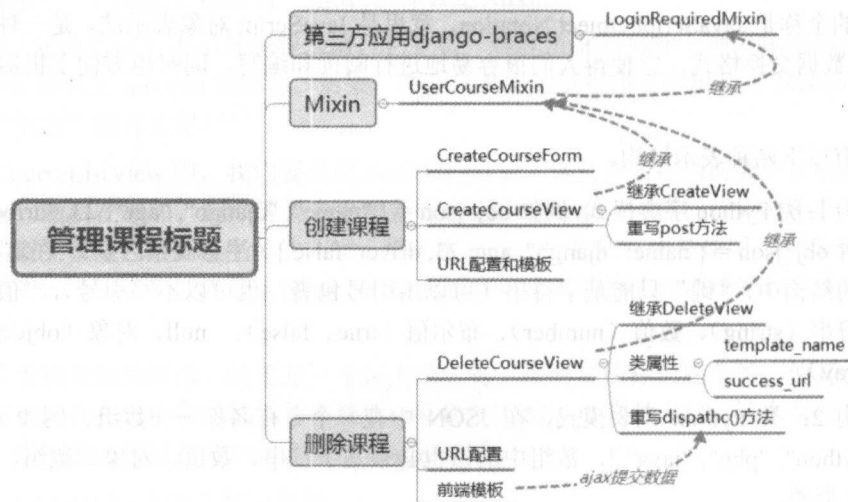 第三方应用django-braces
LoginRequiredMixin
Mixin
UserCourseMixin
继承
管理课程标题
创建课程
CreateCourseForm
继承
CreateCourseView
继承CreateView
重写post方法
URL配置和模板
继承
删除课程
DeleteCourseView
继承DeleteView
类属性
template_name
success_url
重写dispathc()方法
URL配置
前端模板
ajax提交数据